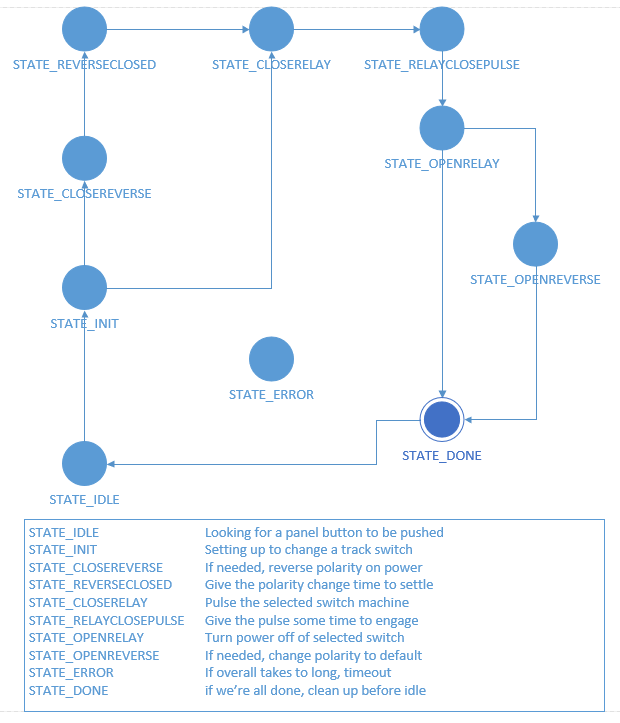 STATE_REVERSECLOSED
STATE_CLOSERELAY
STATE_RELAYCLOSEPULSE
STATE_OPENRELAY
STATE_CLOSEREVERSE
STATE_OPENREVERSE
STATE_INIT
STATE_ERROR
STATE_DONE
STATE_IDLE
STATE_IDLE Looking for a panel button to be pushed
STATE_INIT Setting up to change a track switch
STATE_CLOSEREVERSE If needed, reverse polarity on power
STATE_REVERSECLOSED Give the polarity change time to settle
STATE_CLOSERELAY Pulse the selected switch machine
STATE_RELAYCLOSEPULSE Give the pulse some time to engage
STATE_OPENRELAY Turn power off of selected switch
STATE_OPENREVERSE If needed, change polarity to default
STATE_ERROR If overall takes to long, timeout
STATE_DONE if we're all done, clean up before idle